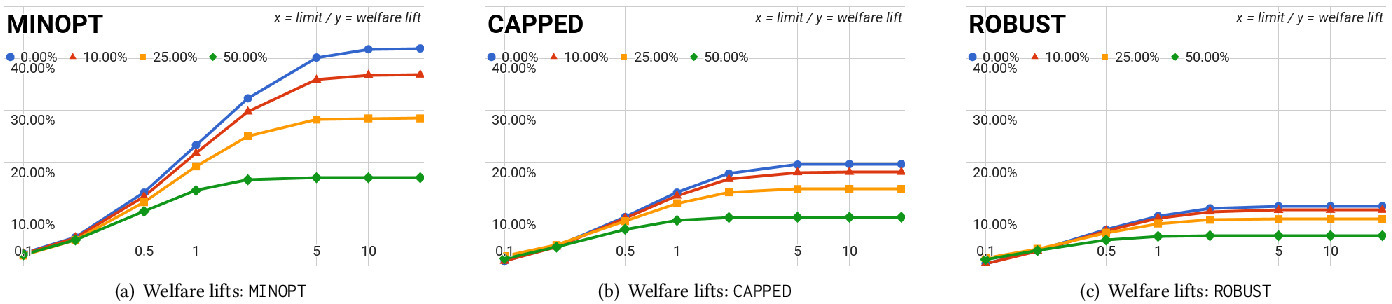 MINOPT
x = limit / y = welfare lift
0.00% 10.00% 25.00% 50.00%
40.00%
30.00%
20.00%
10.00%
0.1 0.5 1 5 10
(a) Welfare lifts: MINOPT
CAPPED
x = limit / y = welfare lift
0.00% 10.00% 25.00% 50.00%
40.00%
30.00%
20.00%
10.00%
0.1 0.5 1 5 10
(b) Welfare lifts: CAPPED
ROBUST
x = limit / y = welfare lift
0.00% 10.00% 25.00% 50.00%
40.00%
30.00%
20.00%
10.00%
0.1 0.5 1 5 10
(c) Welfare lifts: ROBUST